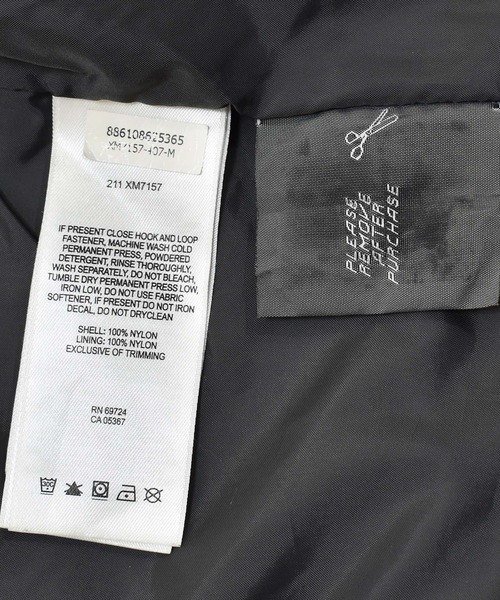 886108625365
XM7157-407-M
211 XM7157
IF PRESENT CLOSE HOOK AND LOOP
FASTENER, MACHINE WASH COLD
PERMANENT PRESS, POWDERED
DETERGENT, RINSE THOROUGHLY,
WASH SEPARATELY, DO NOT BLEACH,
TUMBLE DRY PERMANENT PRESS LOW,
IRON LOW, DO NOT USE FABRIC
SOFTENER, IF PRESENT DO NOT IRON
DECAL, DO NOT DRYCLEAN
SHELL: 100% NYLON
LINING: 100% NYLON
EXCLUSIVE OF TRIMMING
RN 69724
CA 05367
PLEASE
REMOVE
AFTER
PURCHASE